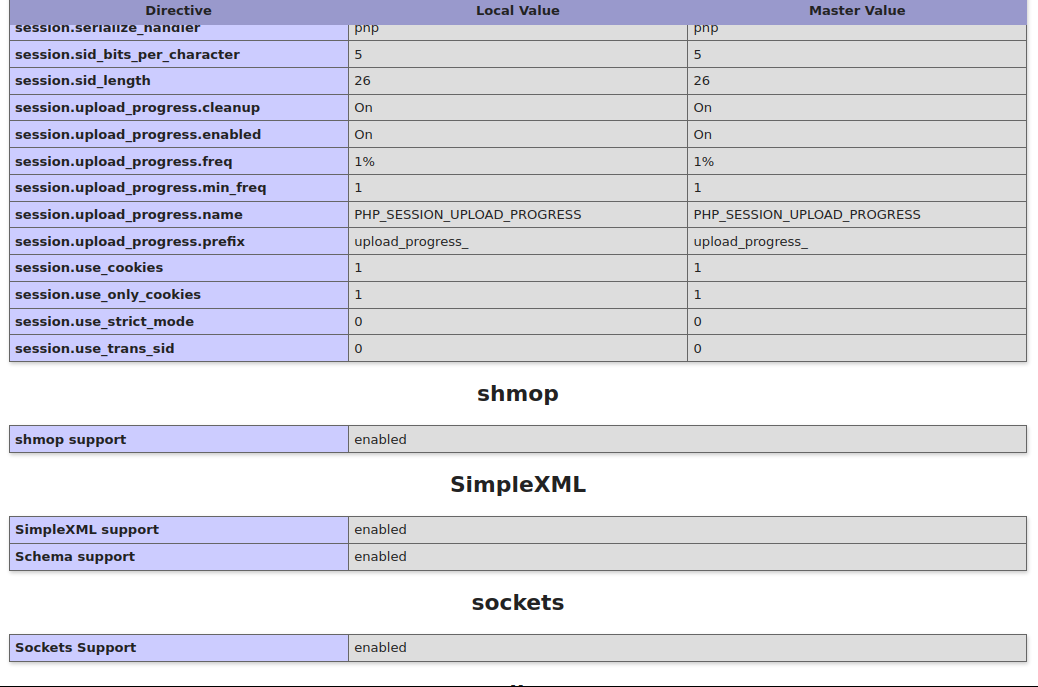 Directive Local Value Master Value
session.serialize_handler php php
session.sid_bits_per_character 5 5
session.sid_length 26 26
session.upload_progress.cleanup On On
session.upload_progress.enabled On On
session.upload_progress.freq 1% 1%
session.upload_progress.min_freq 1 1
session.upload_progress.name PHP_SESSION_UPLOAD_PROGRESS PHP_SESSION_UPLOAD_PROGRESS
session.upload_progress.prefix upload_progress_ upload_progress_
session.use_cookies 1 1
session.use_only_cookies 1 1
session.use_strict_mode 0 0
session.use_trans_sid 0 0
shmop
shmop support enabled
SimpleXML
SimpleXML support enabled
Schema support enabled
sockets
Sockets Support enabled